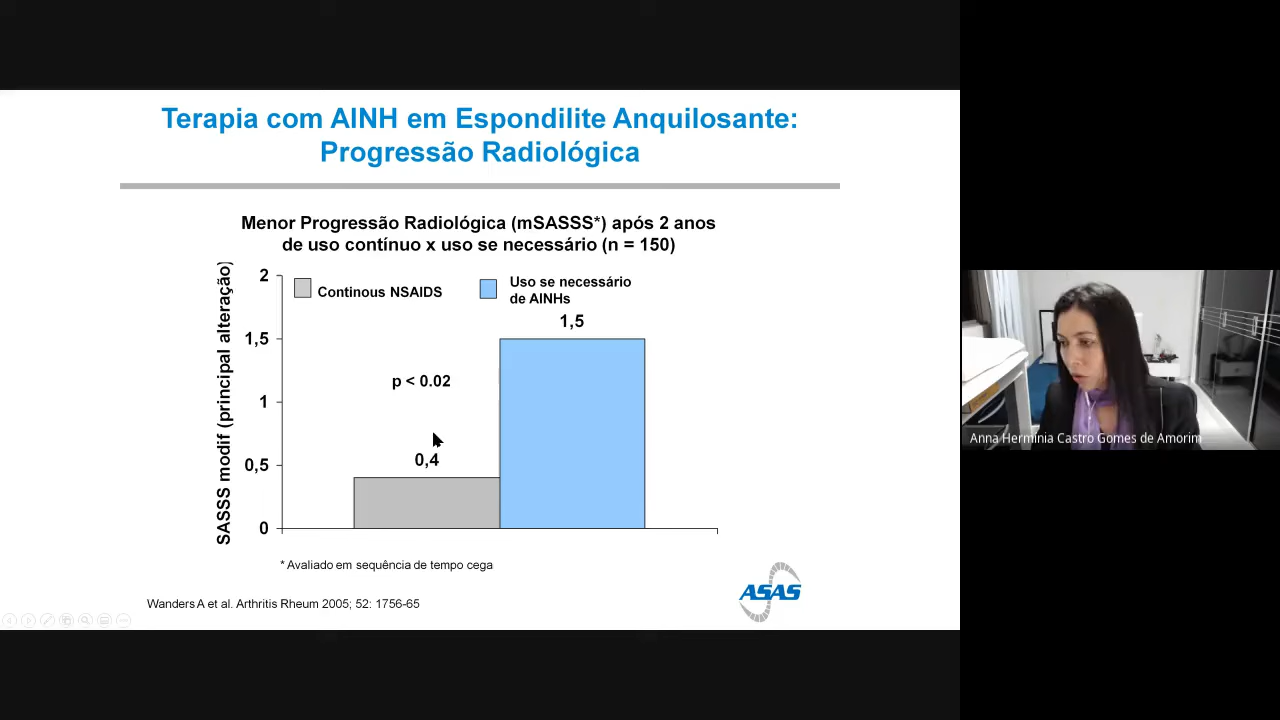 Terapia com AINH em Espondilite Anquilosante:
Progressão Radiológica
Menor Progressão Radiológica (mSASSS*) após 2 anos
de uso contínuo x uso se necessário (n = 150)
SASSS modif (principal alteração)
2
1,5
1
0,5
0
Continous NSAIDS
Uso se necessário
de AINHs
1,5
p < 0.02
0,4
* Avaliado em sequência de tempo cega
Wanders A et al. Arthritis Rheum 2005; 52: 1756-65
ASAS
Anna Hermínia Castro Gomes de Amorim